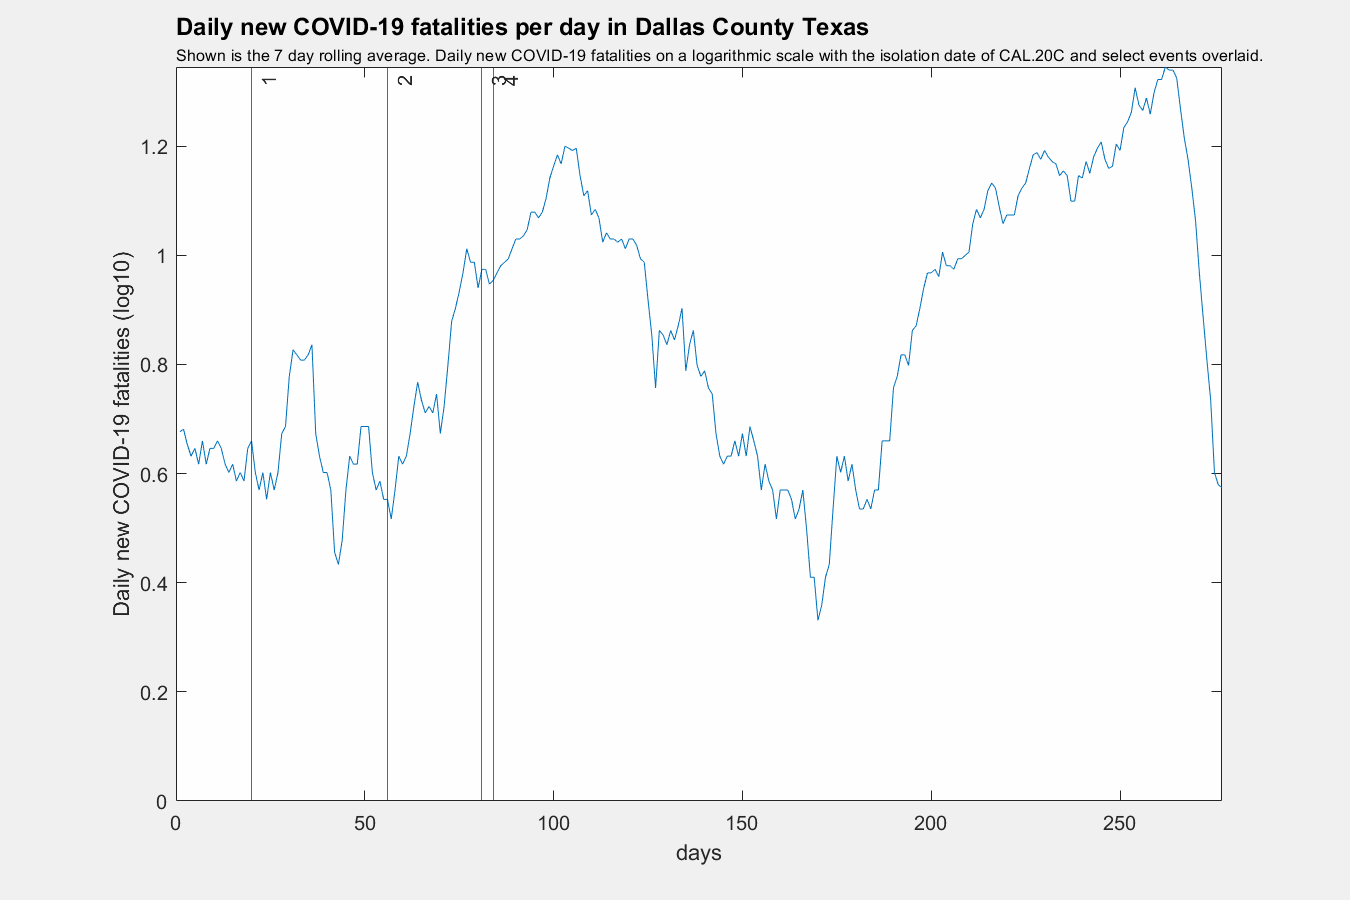 Daily new COVID-19 fatalities per day in Dallas County Texas
Shown is the 7 day rolling average. Daily new COVID-19 fatalities on a logarithmic scale with the isolation date of CAL.20C and select events overlaid.
1
2
3
4
1.2
1
0.8
0.6
0.4
0.2
0
Daily new COVID-19 fatalities (log10)
0 50 100 150 200 250
days